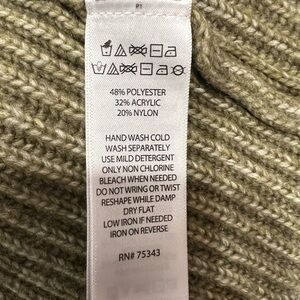 48% POLYESTER
32% ACRYLIC
20% NYLON
HAND WASH COLD
WASH SEPARATELY
USE MILD DETERGENT
ONLY NON CHLORINE
BLEACH WHEN NEEDED
DO NOT WRING OR TWIST
RESHAPE WHILE DAMP
DRY FLAT
LOW IRON IF NEEDED
IRON ON REVERSE
RN# 75343